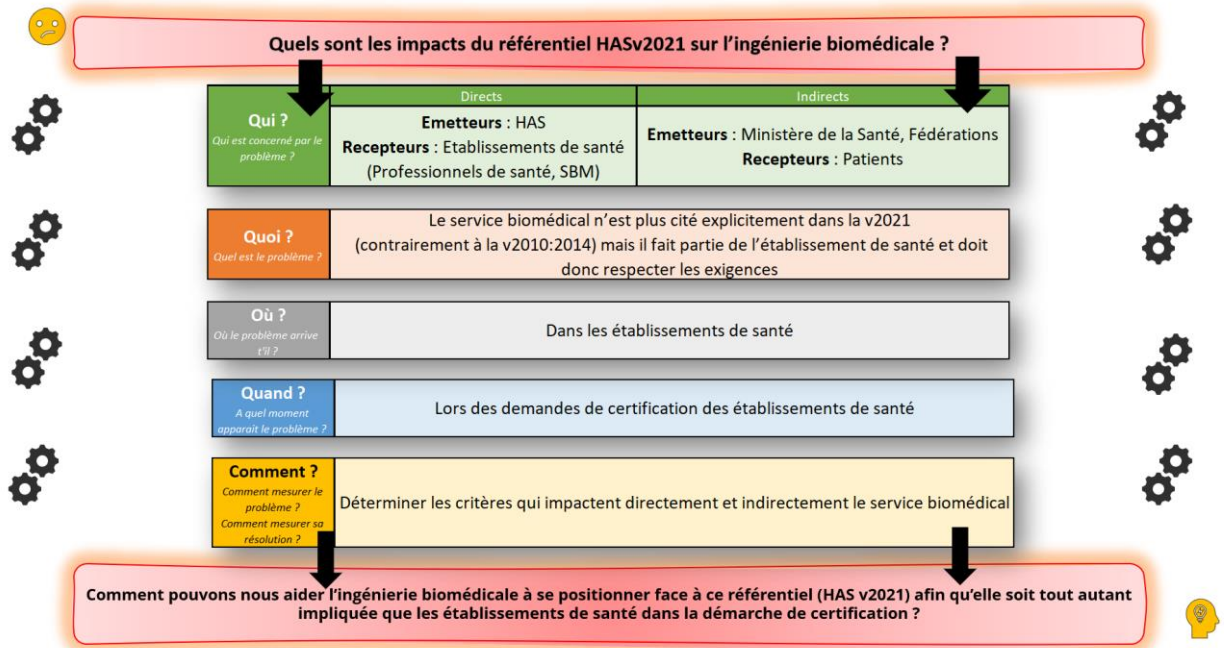 Quels sont les impacts du référentiel HASv2021 sur l'ingénierie biomédicale ?
Qui ?
Qui est concerné par le
problème ?
Directs
Emetteurs : HAS
Recepteurs : Etablissements de santé
(Professionnels de santé, SBM)
Indirects
Emetteurs : Ministère de la Santé, Fédérations
Recepteurs : Patients
Quoi ?
Quel est le problème ?
Le service biomédical n'est plus cité explicitement dans la v2021
(contrairement à la v2010:2014) mais il fait partie de l'établissement de santé et doit
donc respecter les exigences
Où ?
Où le problème arrive
t'il ?
Dans les établissements de santé
Quand ?
A quel moment
apparait le problème ?
Lors des demandes de certification des établissements de santé
Comment ?
Comment mesurer le
problème ?
Comment mesurer sa
résolution ?
Déterminer les critères qui impactent directement et indirectement le service biomédical
Comment pouvons nous aider l'ingénierie biomédicale à se positionner face à ce référentiel (HAS v2021) afin qu'elle soit tout autant
impliquée que les établissements de santé dans la démarche de certification ?